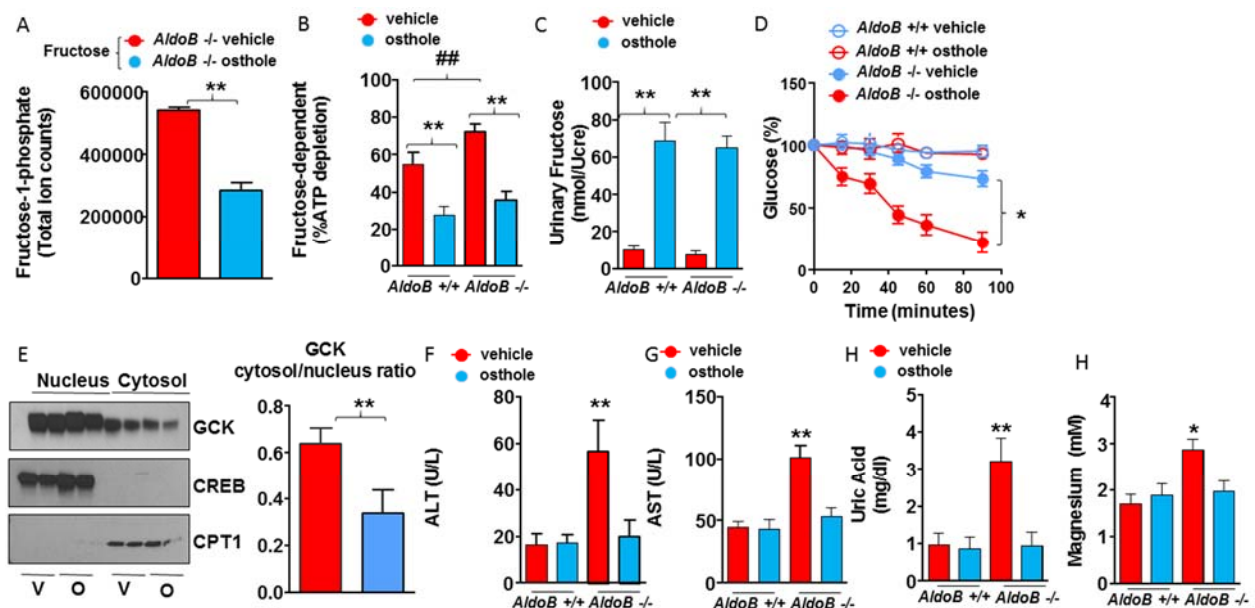 A
Fructose
AldoB -/- vehicle
AldoB -/- osthole
**
600000
400000
200000
0
Fructose-1-phosphate
(Total Ion counts)
B
vehicle
osthole
##
**
**
100
80
60
40
20
0
Fructose-dependent
(%ATP depletion)
AldoB +/+ AldoB -/-
C
vehicle
osthole
**
**
100
80
60
40
20
0
Urinary Fructose
(nmol/Ucre)
AldoB +/+ AldoB -/-
D
AldoB +/+ vehicle
AldoB +/+ osthole
AldoB -/- vehicle
AldoB -/- osthole
150
100
50
0
Glucose (%)
*
0 20 40 60 80 100
Time (minutes)
E
Nucleus Cytosol
GCK
CREB
CPT1
V O V O
GCK
cytosol/nucleus ratio
**
0.8
0.6
0.4
0.2
0.0
F
vehicle
osthole
**
80
60
40
20
0
ALT (U/L)
AldoB +/+ AldoB -/-
G
vehicle
osthole
**
150
100
50
0
AST (U/L)
AldoB +/+ AldoB -/-
H
vehicle
osthole
**
5
4
3
2
1
0
Uric Acid
(mg/dl)
AldoB +/+ AldoB -/-
H
*
4
3
2
1
0
Magnesium (mM)
AldoB +/+ AldoB -/-